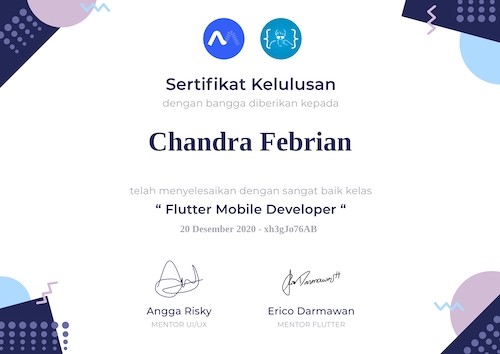 Sertifikat Kelulusan
dengan bangga diberikan kepada
Chandra Febrian
telah menyelesaikan dengan sangat baik kelas
“ Flutter Mobile Developer “
20 Desember 2020 - xh3gJo76AB
Angga Risky
MENTOR UI/UX
Erico Darmawan
MENTOR FLUTTER